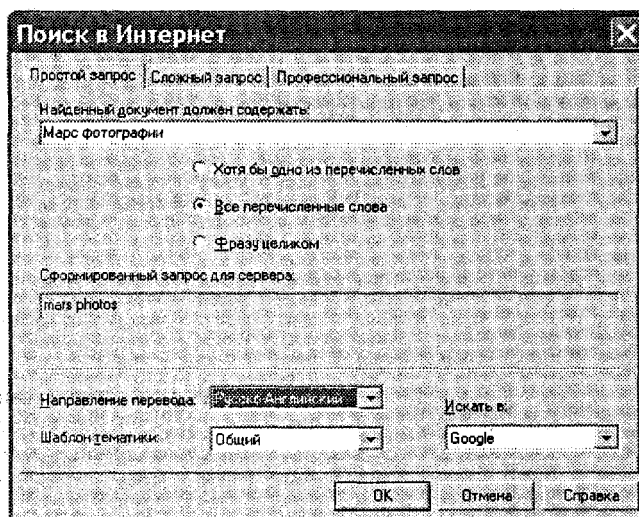 Поиск в Интернет
Простой запрос Сложный запрос Профессиональный запрос
Найденный документ должен содержать:
Марс фотографии
Хотя бы одно из перечисленных слов
Все перечисленные слова
Фразу целиком
Сформированный запрос для сервера:
mars photos
Направление перевода: Русско-Английский
Искать в:
Шаблон тематики: Общий Google
OK Отмена Справка